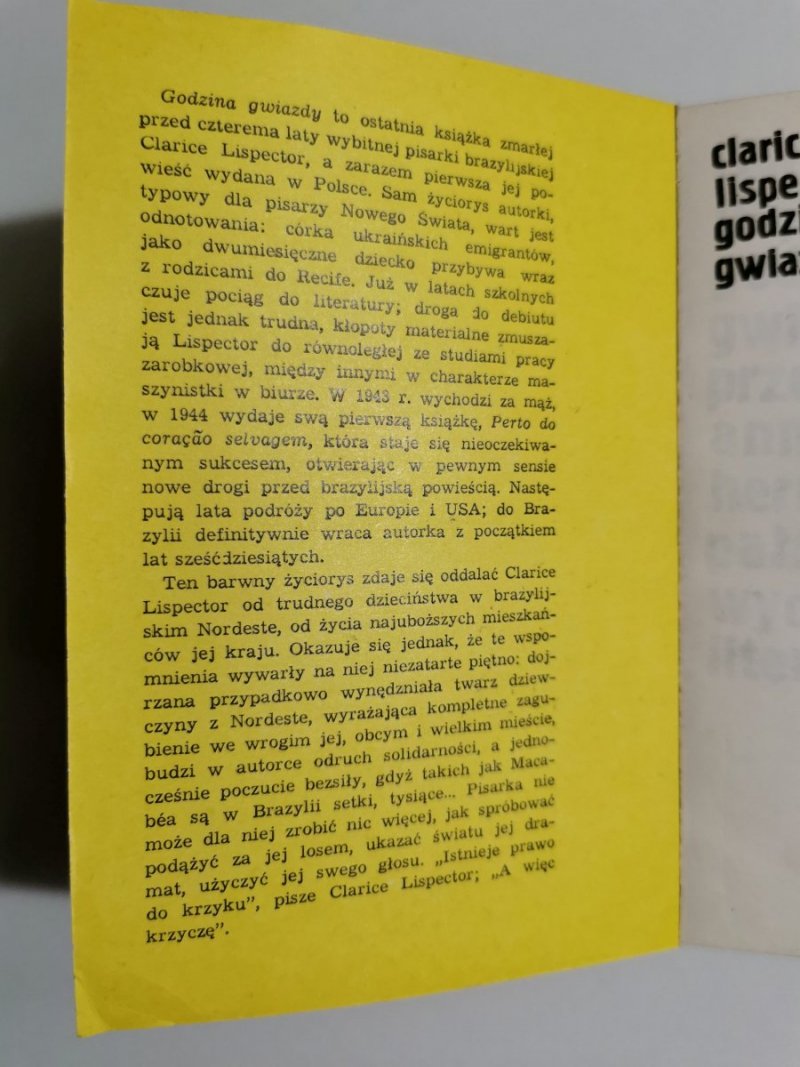 Godzina gwiazdy to ostatnia książka zmarłej
przed czterema laty wybitnej pisarki brazylijskiej
Clarice Lispector, a zarazem pierwsza jej po-
wieść wydana w Polsce. Sam życiorys autorki,
typowy dla pisarzy Nowego Świata, wart jest
odnotowania: córka ukraińskich emigrantów,
jako dwumiesięczne dziecko przybywa wraz
z rodzicami do Recife. Już w latach szkolnych
czuje pociąg do literatury; droga do debiutu
jest jednak trudna, kłopoty materialne zmusza-
ją Lispector do równoległej ze studiami pracy
zarobkowej, między innymi w charakterze ma-
szynistki w biurze. W 1943 r. wychodzi za mąż,
w 1944 wydaje swą pierwszą książkę, Perto do
coração selvagem, która staje się nieoczekiwa-
nym sukcesem, otwierając w pewnym sensie
nowe drogi przed brazylijską powieścią. Nastę-
pują lata podróży po Europie i USA; do Bra-
zylii definitywnie wraca autorka z początkiem
lat sześćdziesiątych.
Ten barwny życiorys zdaje się oddalać Clarice
Lispector od trudnego dzieciństwa w brazylij-
skim Nordeste, od życia najuboższych mieszkań-
ców jej kraju. Okazuje się jednak, że te wspo-
mnienia wywarły na niej niezatarte piętno: doj-
rzana przypadkowo wynędzniała twarz dziew-
czyny z Nordeste, wyrażająca kompletne zagu-
bienie we wrogim jej, obcym i wielkim mieście,
budzi w autorce odruch solidarności, a jedno-
cześnie poczucie bezsiły, gdyż takich jak Maca-
béa są w Brazylii setki, tysiące... Pisarka nie
może dla niej zrobić nic więcej, jak spróbować
podążyć za jej losem, ukazać światu jej dra-
mat, użyczyć jej swego głosu. „Istnieje prawo
do krzyku”, pisze Clarice Lispector; „A więc
krzyczę”.
claric
lispe
godzi
gwia